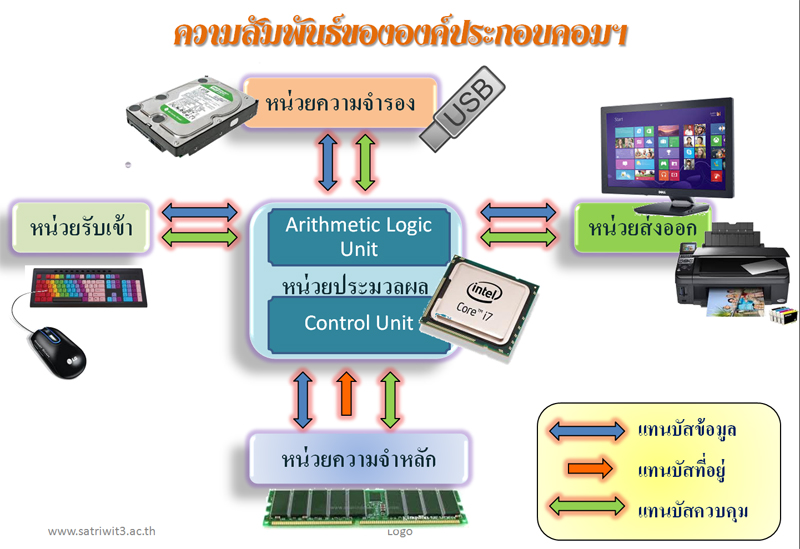 ความสัมพันธ์ขององค์ประกอบคอมฯ
หน่วยความจำรอง
USB
หน่วยรับเข้า
Arithmetic Logic
Unit
หน่วยประมวลผล
Control Unit
intel
Core™ i7
หน่วยส่งออก
Start
DELL
LG
หน่วยความจำหลัก
แทนบัสข้อมูล
แทนบัสที่อยู่
แทนบัสควบคุม
www.satriwit3.ac.th
Logo